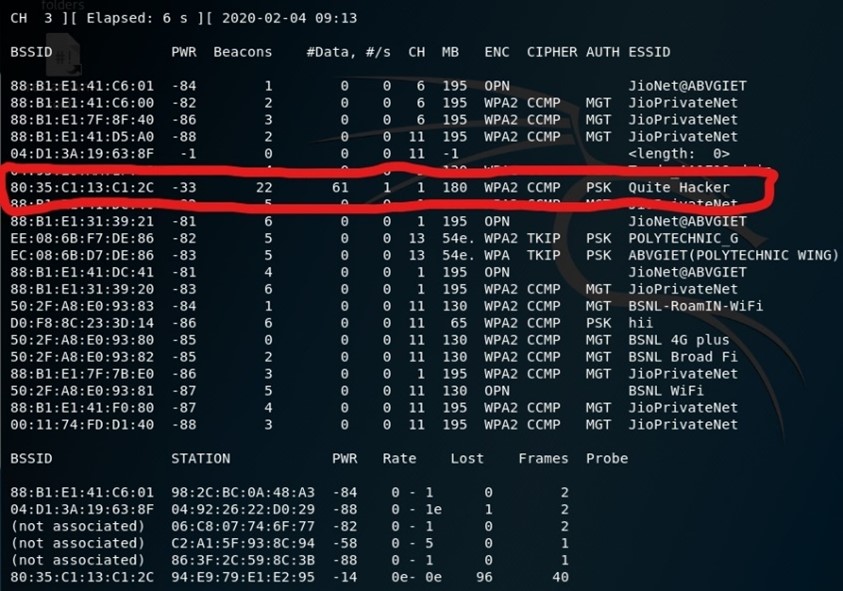 folders
CH 3 ][ Elapsed: 6 s ][ 2020-02-04 09:13
BSSID PWR Beacons #Data, #/s CH MB ENC CIPHER AUTH ESSID
88:B1:E1:41:C6:01 -84 1 0 0 6 195 OPN JioNet@ABVGIET
88:B1:E1:41:C6:00 -82 2 0 0 6 195 WPA2 CCMP MGT JioPrivateNet
88:B1:E1:7F:8F:40 -86 3 0 0 6 195 WPA2 CCMP MGT JioPrivateNet
88:B1:E1:41:D5:A0 -88 2 0 0 11 195 WPA2 CCMP MGT JioPrivateNet
04:D1:3A:19:63:8F -1 0 0 0 11 -1 <length: 0>
80:35:C1:13:C1:2C -33 22 61 1 1 180 WPA2 CCMP PSK Quite Hacker
JioPrivateNet
88:B1:E1:31:39:21 -81 6 0 0 1 195 OPN JioNet@ABVGIET
EE:08:6B:F7:DE:86 -82 5 0 0 13 54e. WPA2 TKIP PSK POLYTECHNIC_G
EC:08:6B:D7:DE:86 -83 5 0 0 13 54e. WPA TKIP PSK ABVGIET(POLYTECHNIC WING)
88:B1:E1:41:DC:41 -81 4 0 0 1 195 OPN JioNet@ABVGIET
88:B1:E1:31:39:20 -83 6 0 0 1 195 WPA2 CCMP MGT JioPrivateNet
50:2F:A8:E0:93:83 -84 1 0 0 11 130 WPA2 CCMP MGT BSNL-RoamIN-WiFi
D0:F8:8C:23:3D:14 -86 6 0 0 11 65 WPA2 CCMP PSK hii
50:2F:A8:E0:93:80 -85 0 0 0 11 130 WPA2 CCMP MGT BSNL 4G plus
50:2F:A8:E0:93:82 -85 2 0 0 11 130 WPA2 CCMP MGT BSNL Broad Fi
88:B1:E1:7F:7B:E0 -86 3 0 0 1 195 WPA2 CCMP MGT JioPrivateNet
50:2F:A8:E0:93:81 -87 5 0 0 11 130 OPN BSNL WiFi
88:B1:E1:41:F0:80 -87 4 0 0 11 195 WPA2 CCMP MGT JioPrivateNet
00:11:74:FD:D1:40 -88 3 0 0 11 195 WPA2 CCMP MGT JioPrivateNet
BSSID STATION PWR Rate Lost Frames Probe
88:B1:E1:41:C6:01 98:2C:BC:0A:48:A3 -84 0 - 1 0 2
04:D1:3A:19:63:8F 04:92:26:22:D0:29 -88 0 - 1e 1 2
(not associated) 06:C8:07:74:6F:77 -82 0 - 1 0 2
(not associated) C2:A1:5F:93:8C:94 -58 0 - 5 0 1
(not associated) 86:3F:2C:59:8C:3B -88 0 - 1 0 1
80:35:C1:13:C1:2C 94:E9:79:E1:E2:95 -14 0e- 0e 96 40